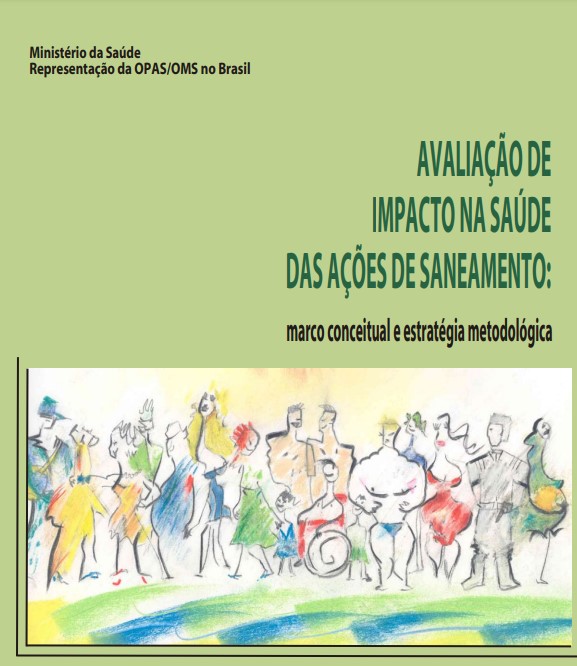 Ministério da Saúde
Representação da OPAS/OMS no Brasil
AVALIAÇÃO DE
IMPACTO NA SAÚDE
DAS AÇÕES DE SANEAMENTO:
marco conceitual e estratégia metodológica